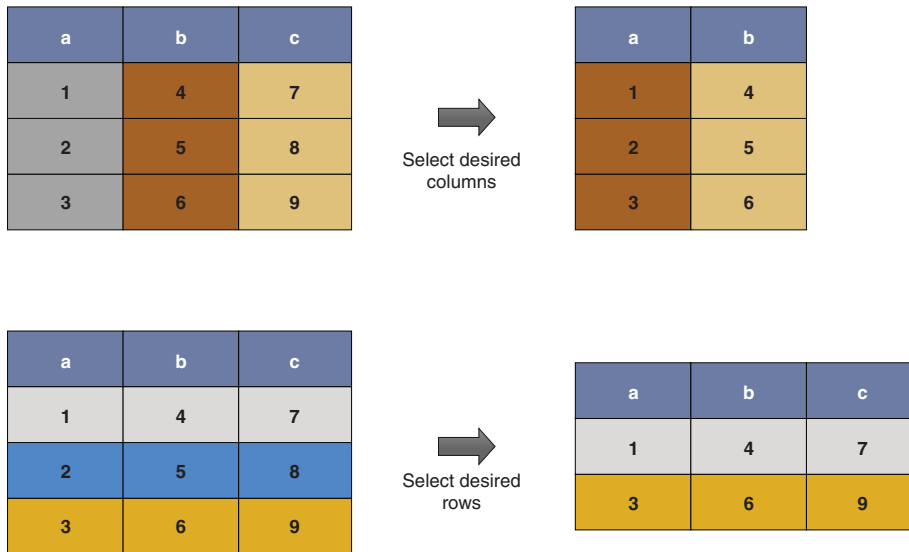 a b c
1 4 7
2 5 8
3 6 9
Select desired
columns
a b
1 4
2 5
3 6
a b c
1 4 7
2 5 8
3 6 9
Select desired
rows
a b c
1 4 7
3 6 9